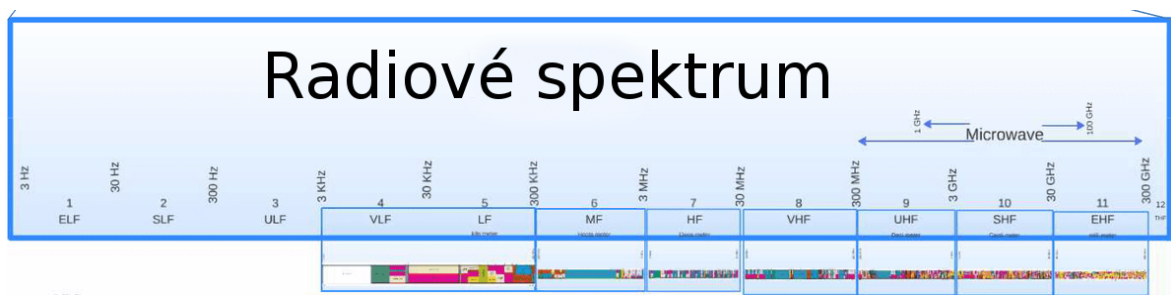 Radiové spektrum
1 GHz
100 GHz
Microwave
3 Hz
30 Hz
300 Hz
3 KHz
30 KHz
300 KHz
3 MHz
30 MHz
300 MHz
3 GHz
30 GHz
300 GHz
1 2 3 4 5 6 7 8 9 10 11 12
ELF SLF ULF VLF LF MF HF VHF UHF SHF EHF THF